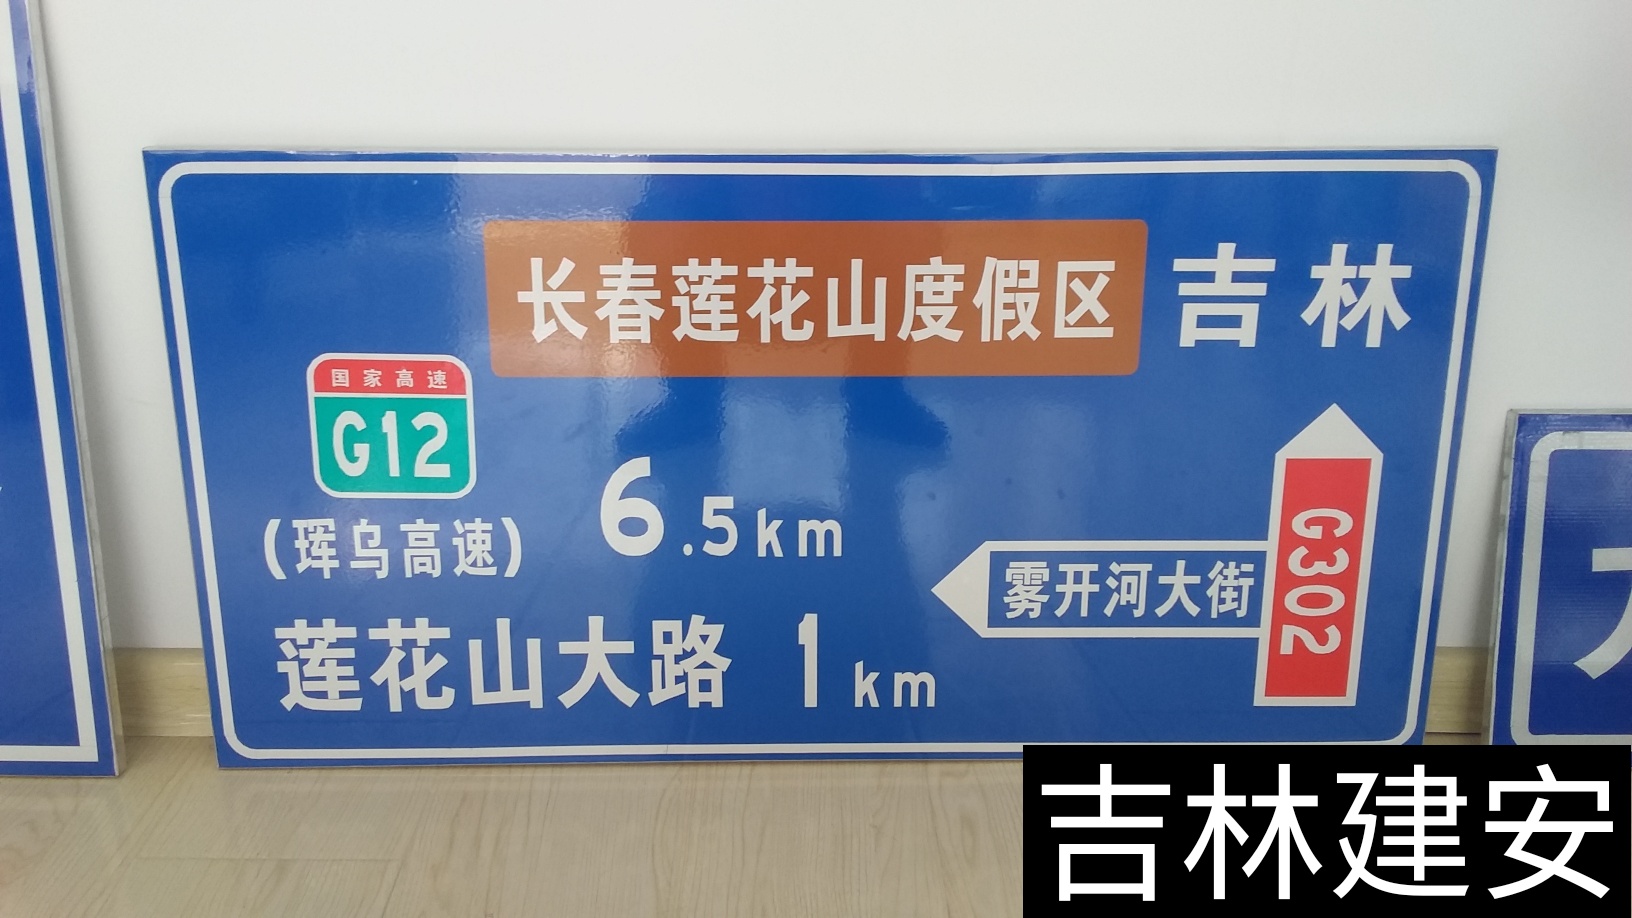 长春莲花山度假区
吉林
国家高速
G12
(珲乌高速)
6.5km
雾开河大街
G302
莲花山大路 1km
吉林建安